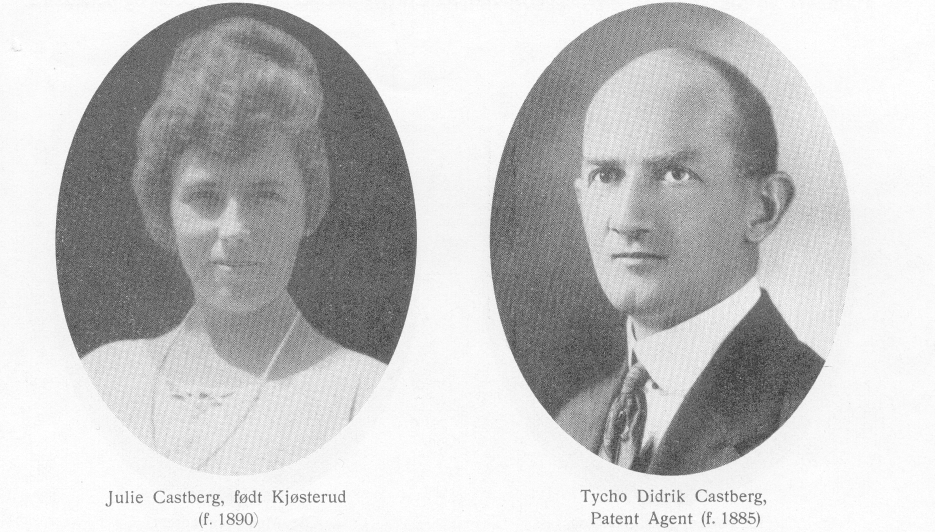 Julie Castberg, født Kjøsterud
(f. 1890)
Tycho Didrik Castberg,
Patent Agent (f. 1885)